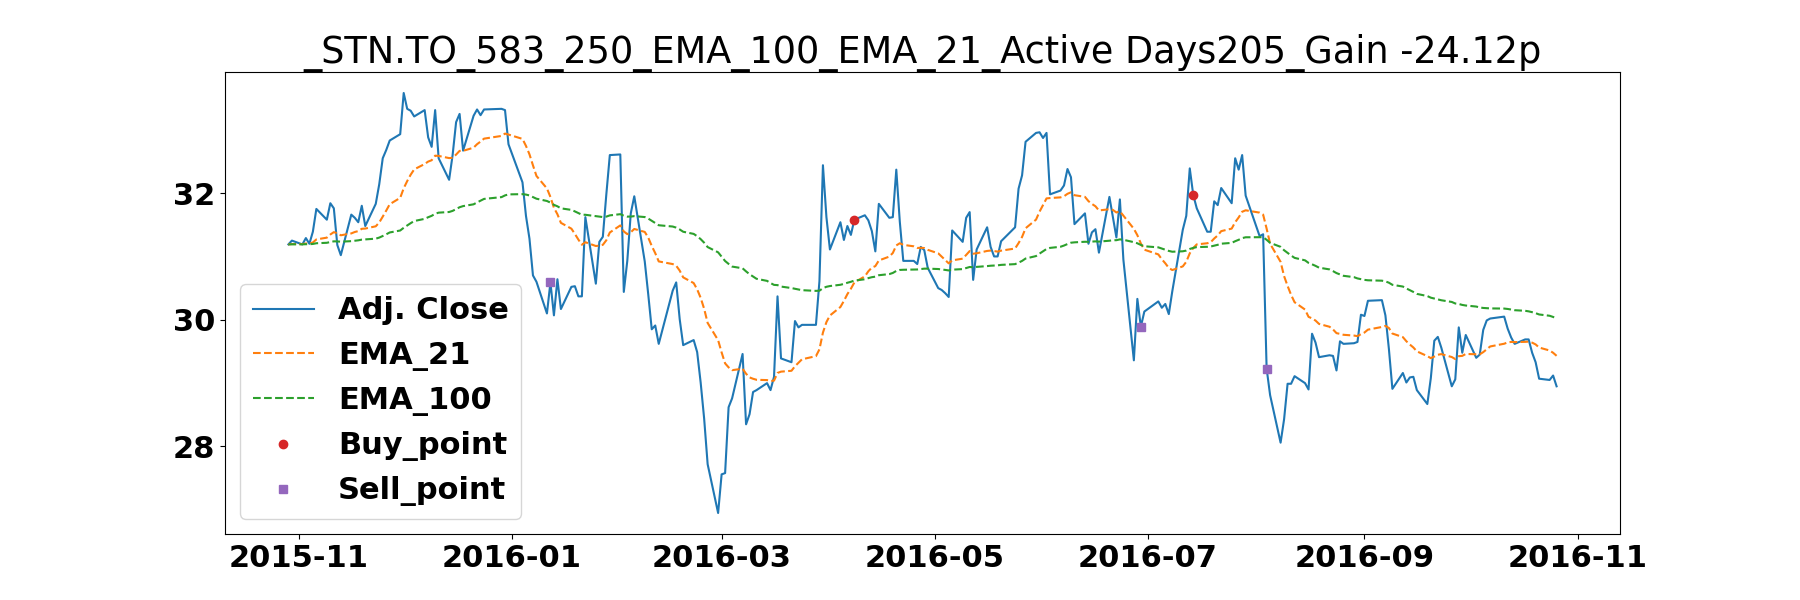 _STN.TO_583_250_EMA_100_EMA_21_Active Days205_Gain -24.12p
32
30
28
Adj. Close
EMA_21
EMA_100
Buy_point
Sell_point
2015-11 2016-01 2016-03 2016-05 2016-07 2016-09 2016-11